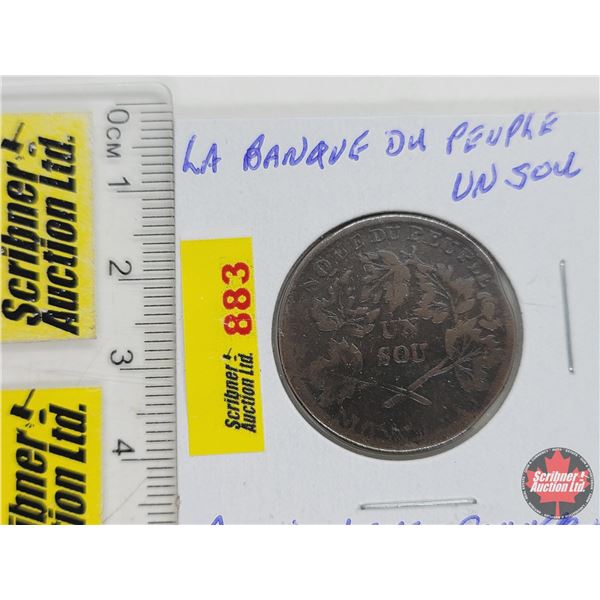 LA BANQUE DU PEUPLE
UN SOU
0CM
1
2
3
4
Scribner
Auction Ltd.
Scribner
Auction Ltd.
883
Scribner
Auction Ltd.
UN
SOU
Scribner
Auction Ltd.